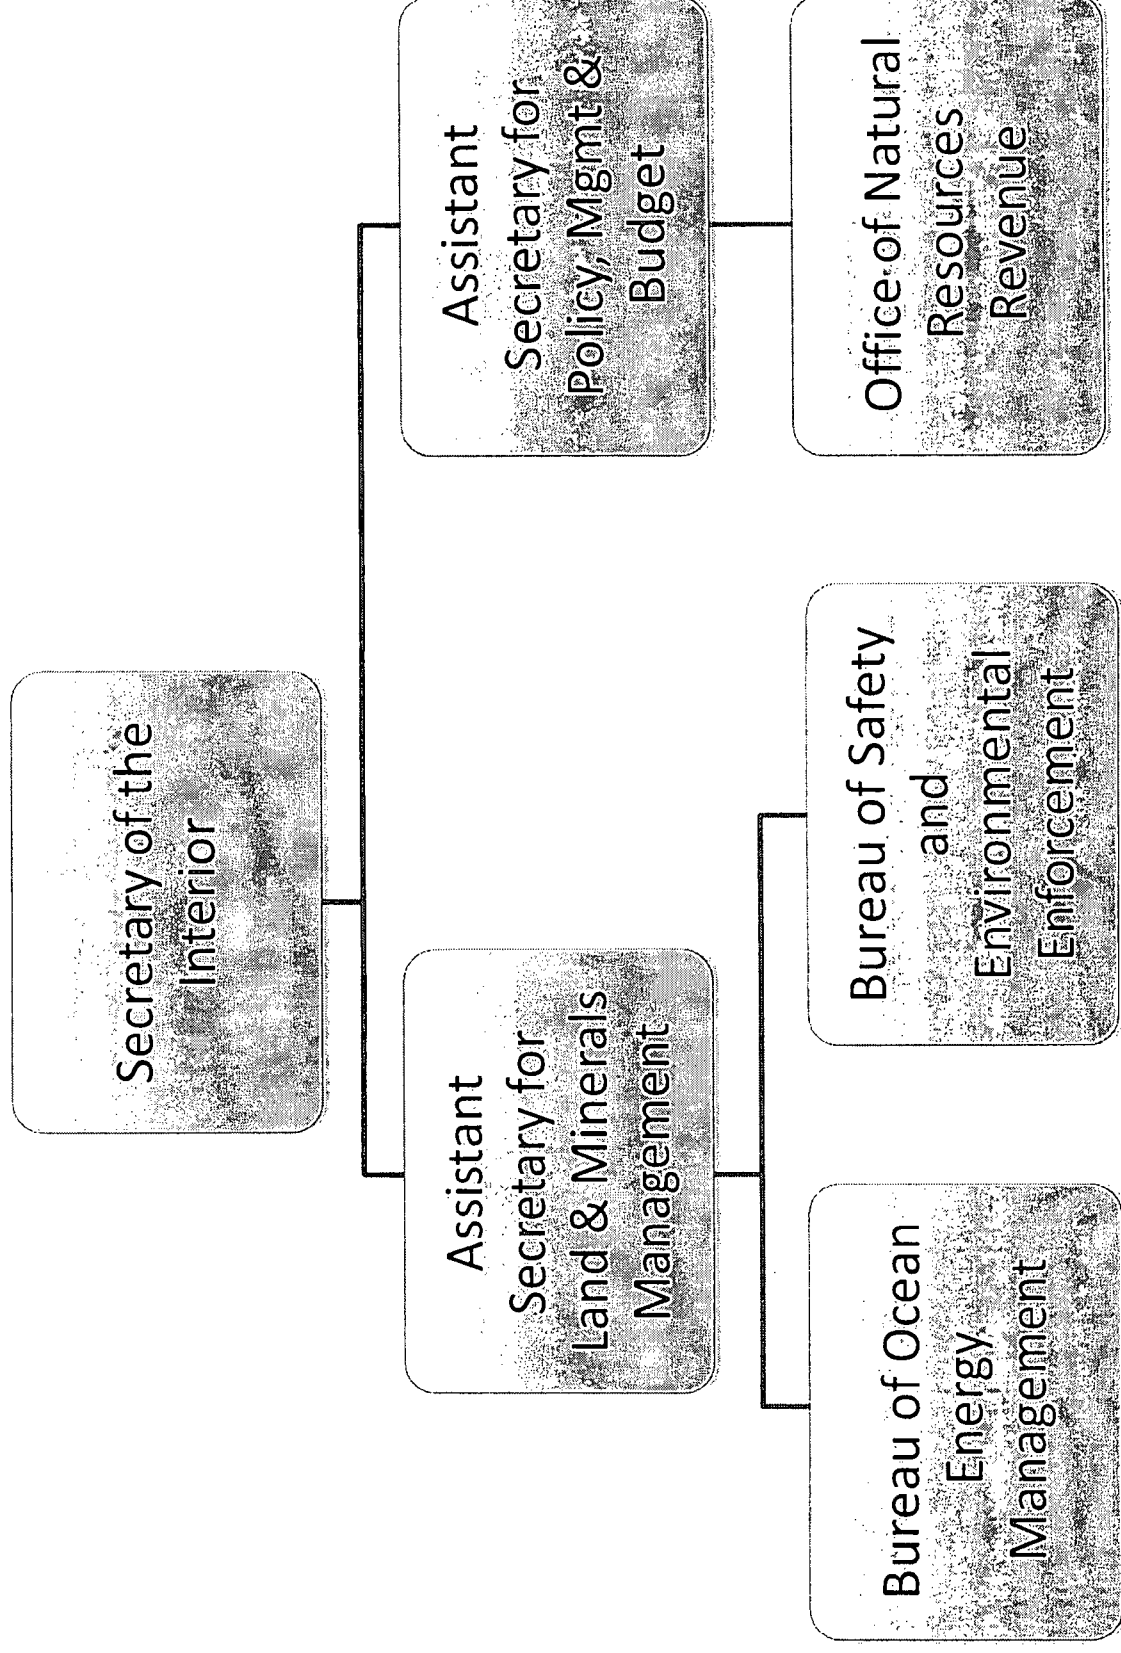 Secretary of the
Interior
Assistant
Secretary for
Land & Minerals
Management
Assistant
Secretary for
Policy, Mgmt &
Budget
Bureau of Ocean
Energy
Management
Bureau of Safety
and
Environmental
Enforcement
Office of Natural
Resources
Revenue